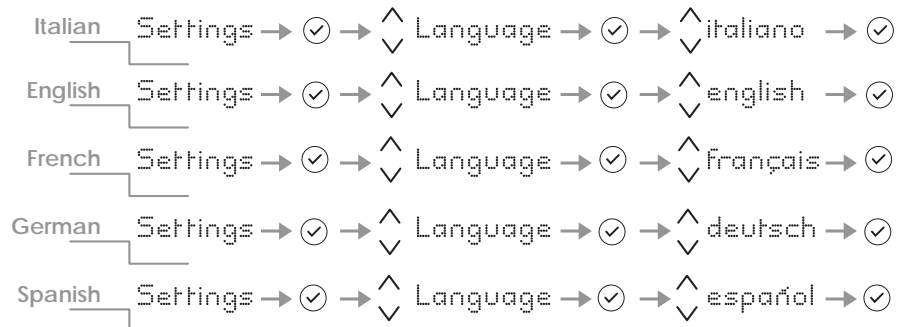 Italian Settings Language italiano
English Settings Language english
French Settings Language français
German Settings Language deutsch
Spanish Settings Language español